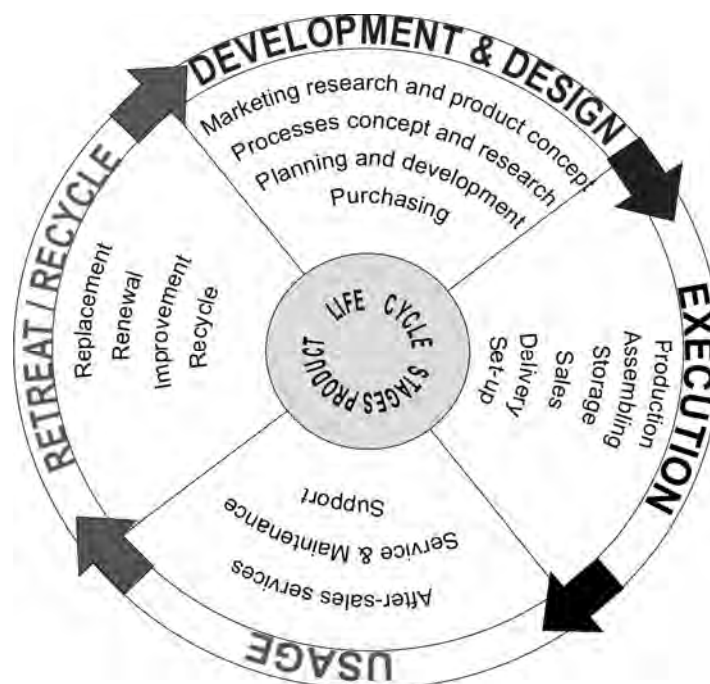 DEVELOPMENT & DESIGN
Marketing research and product concept
Processes concept and research
Planning and development
Purchasing
EXECUTION
Production
Assembling
Storage
Sales
Delivery
Set-up
USAGE
Support
Service & Maintenance
After-sales services
RETREAT / RECYCLE
Replacement
Renewal
Improvement
Recycle
LIFE CYCLE
STAGES PRODUCT